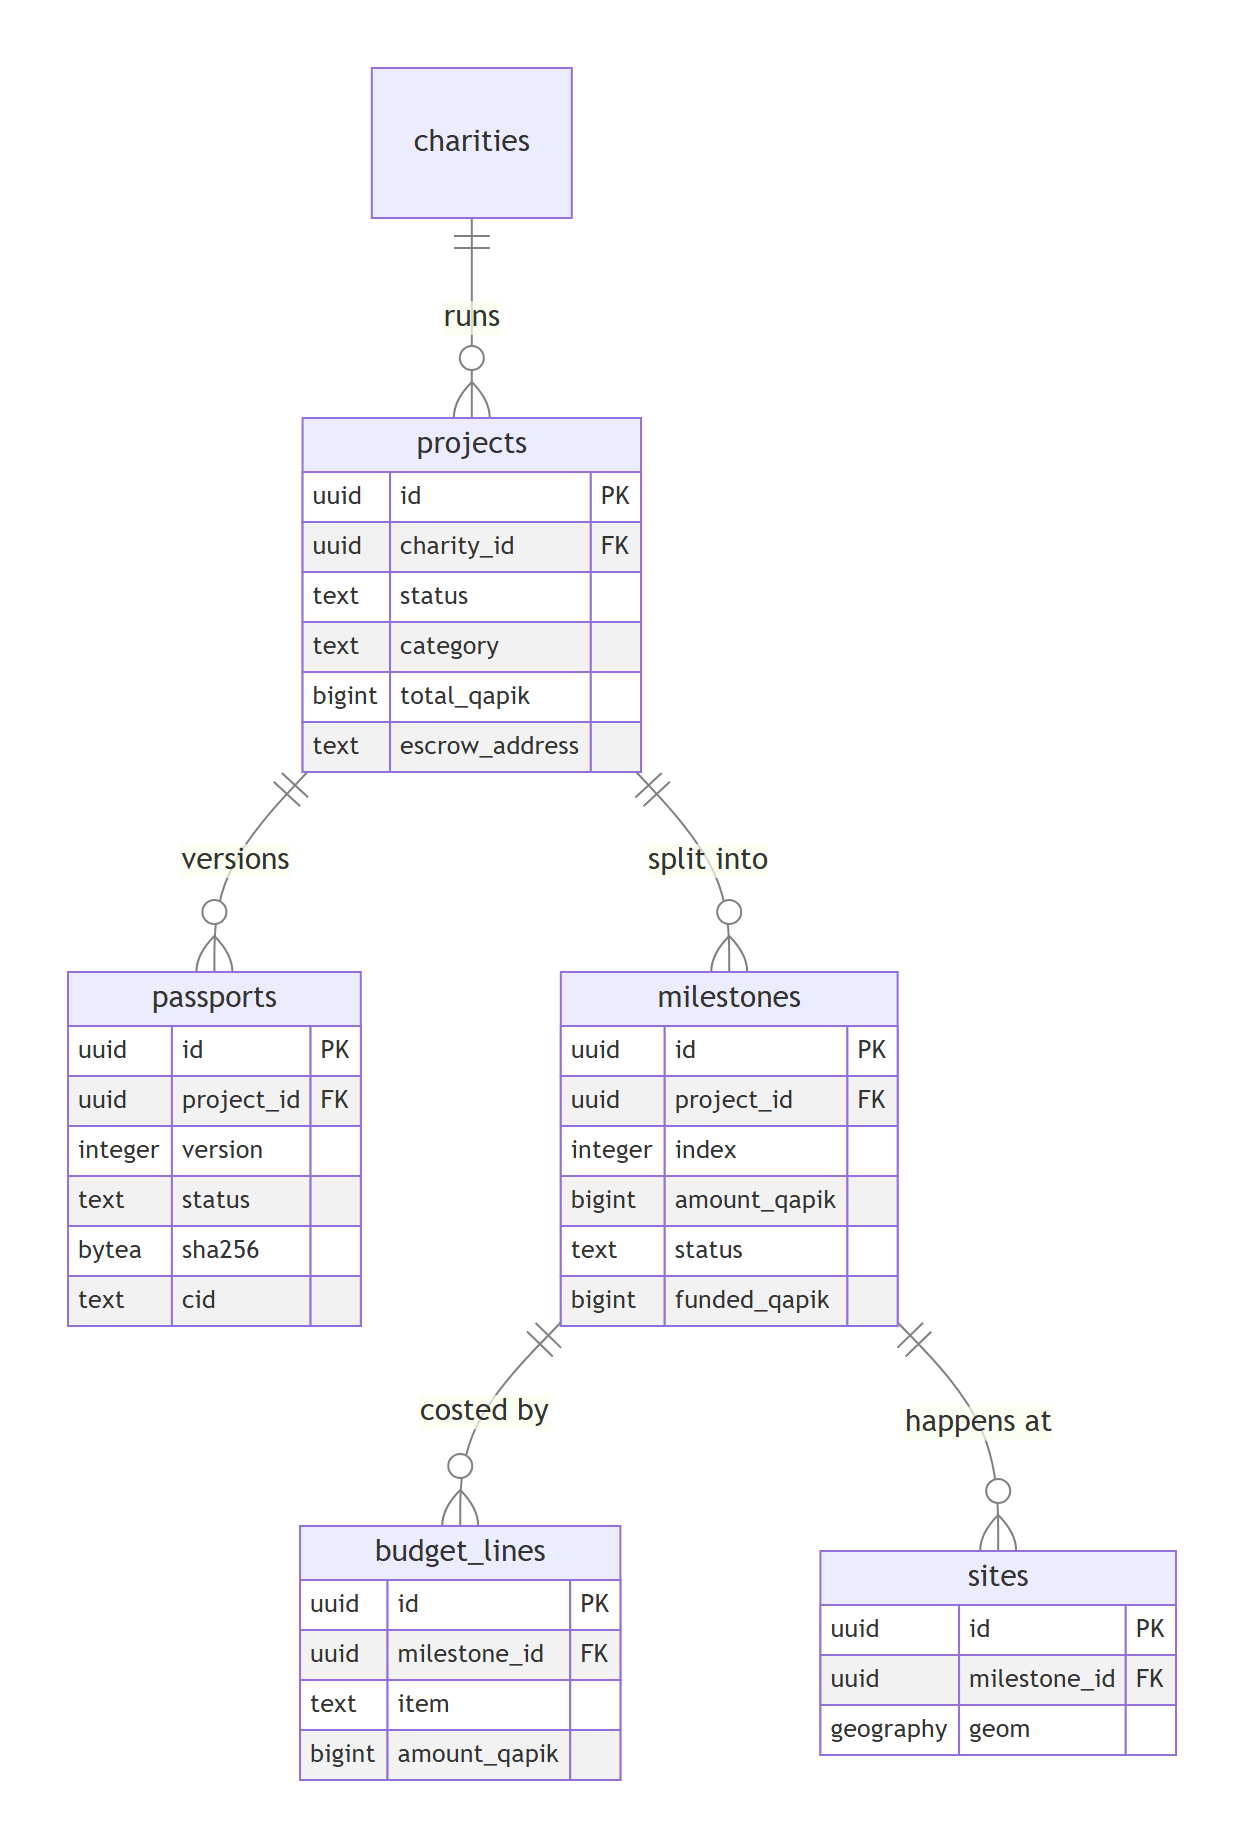 charities
runs
projects
uuid id PK
uuid charity_id FK
text status
text category
bigint total_qapik
text escrow_address
versions
split into
passports
uuid id PK
uuid project_id FK
integer version
text status
bytea sha256
text cid
milestones
uuid id PK
uuid project_id FK
integer index
bigint amount_qapik
text status
bigint funded_qapik
costed by
happens at
budget_lines
uuid id PK
uuid milestone_id FK
text item
bigint amount_qapik
sites
uuid id PK
uuid milestone_id FK
geography geom